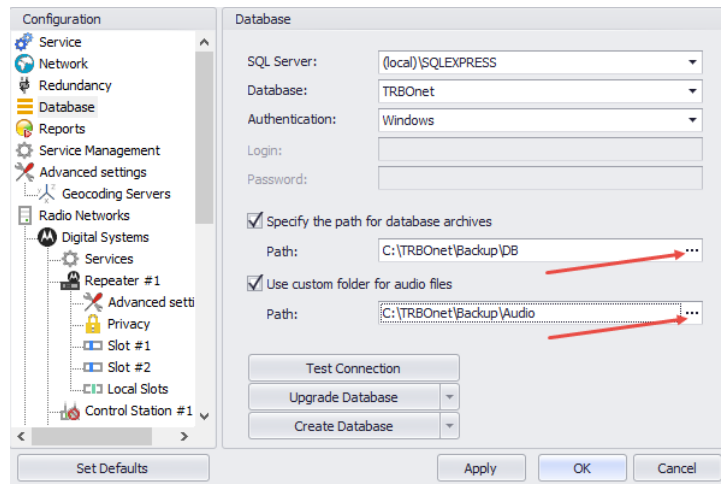 Configuration
Service
Network
Redundancy
Database
Reports
Service Management
Advanced settings
Geocoding Servers
Radio Networks
Digital Systems
Services
Repeater #1
Advanced setti
Privacy
Slot #1
Slot #2
Local Slots
Control Station #1
Set Defaults
Database
SQL Server: (local)\SQLEXPRESS
Database: TRBOnet
Authentication: Windows
Login:
Password:
Specify the path for database archives
Path: C:\TRBOnet\Backup\DB ...
Use custom folder for audio files
Path: C:\TRBOnet\Backup\Audio ...
Test Connection
Upgrade Database
Create Database
Apply OK Cancel